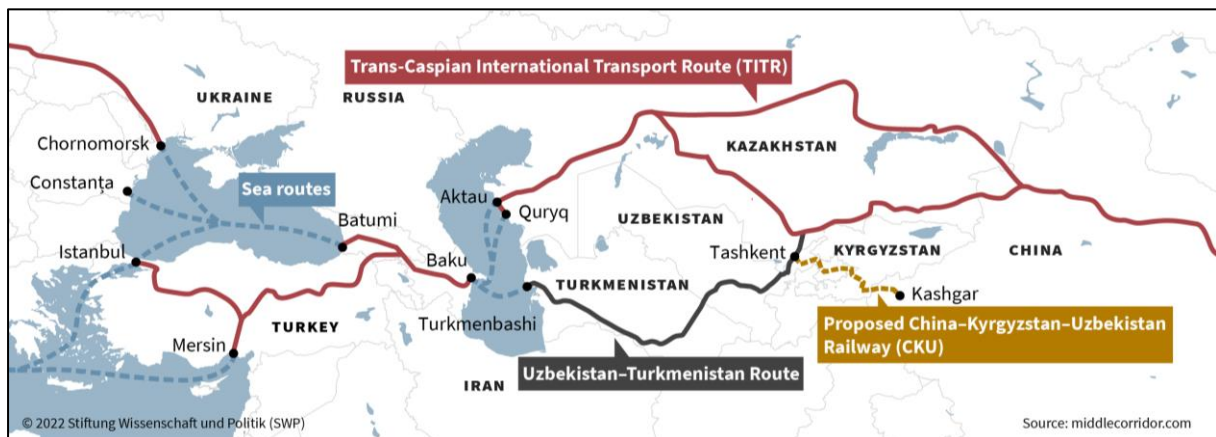 Trans-Caspian International Transport Route (TITR)
UKRAINE
RUSSIA
Chornomorsk
KAZAKHSTAN
Constanța
Sea routes
Aktau
Quryq
Batumi
UZBEKISTAN
Istanbul
Tashkent
KYRGYZSTAN
CHINA
Baku
TURKMENISTAN
Kashgar
TURKEY
Turkmenbashi
Mersin
Proposed China–Kyrgyzstan–Uzbekistan
Railway (CKU)
Uzbekistan–Turkmenistan Route
IRAN
© 2022 Stiftung Wissenschaft und Politik (SWP)
Source: middlecorridor.com